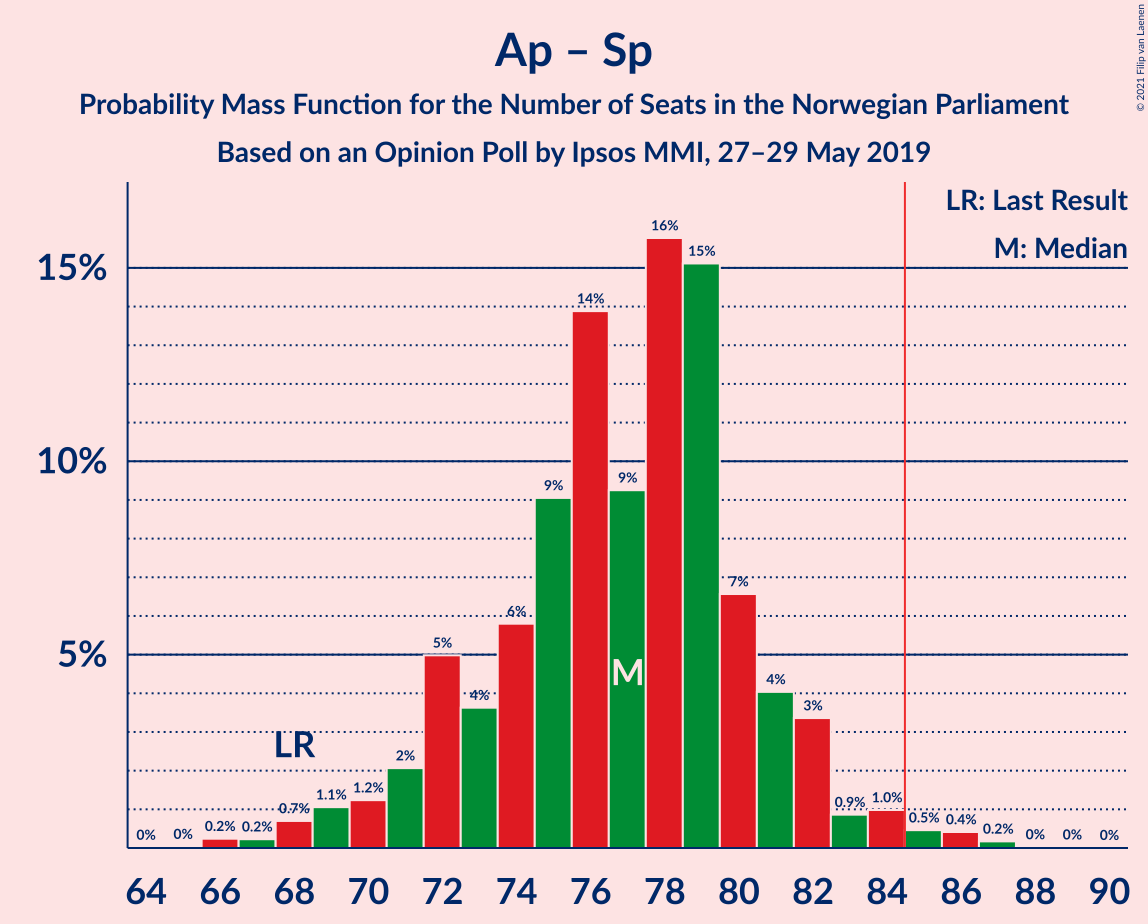 Ap – Sp
Probability Mass Function for the Number of Seats in the Norwegian Parliament
Based on an Opinion Poll by Ipsos MMI, 27–29 May 2019
© 2021 Filip van Laenen
LR: Last Result
M: Median
15%
10%
5%
0% 0% 0.2% 0.2% 0.7% 1.1% 1.2% 2% 5% 4% 6% 9% 14% 9% 16% 15% 7% 4% 3% 0.9% 1.0% 0.5% 0.4% 0.2% 0% 0% 0%
LR
M
64 66 68 70 72 74 76 78 80 82 84 86 88 90